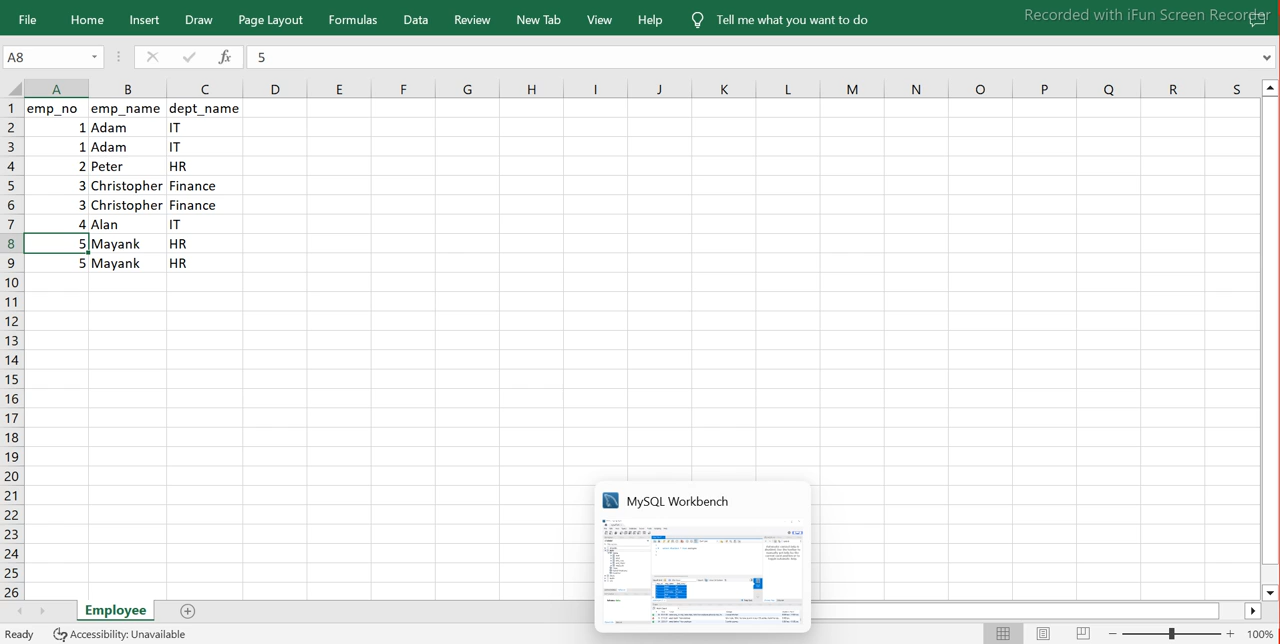 File Home Insert Draw Page Layout Formulas Data Review New Tab View Help Tell me what you want to do
Recorded with iFun Screen Recorder
A8 fx 5
A B C D E F G H I J K L M N O P Q R S
1 emp_no emp_name dept_name
2 1 Adam IT
3 1 Adam IT
4 2 Peter HR
5 3 Christopher Finance
6 3 Christopher Finance
7 4 Alan IT
8 5 Mayank HR
9 5 Mayank HR
10
11
12
13
14
15
16
17
18
19
20
21
22
23
24
25
26
MySQL Workbench
Employee
Ready Accessibility: Unavailable 100%